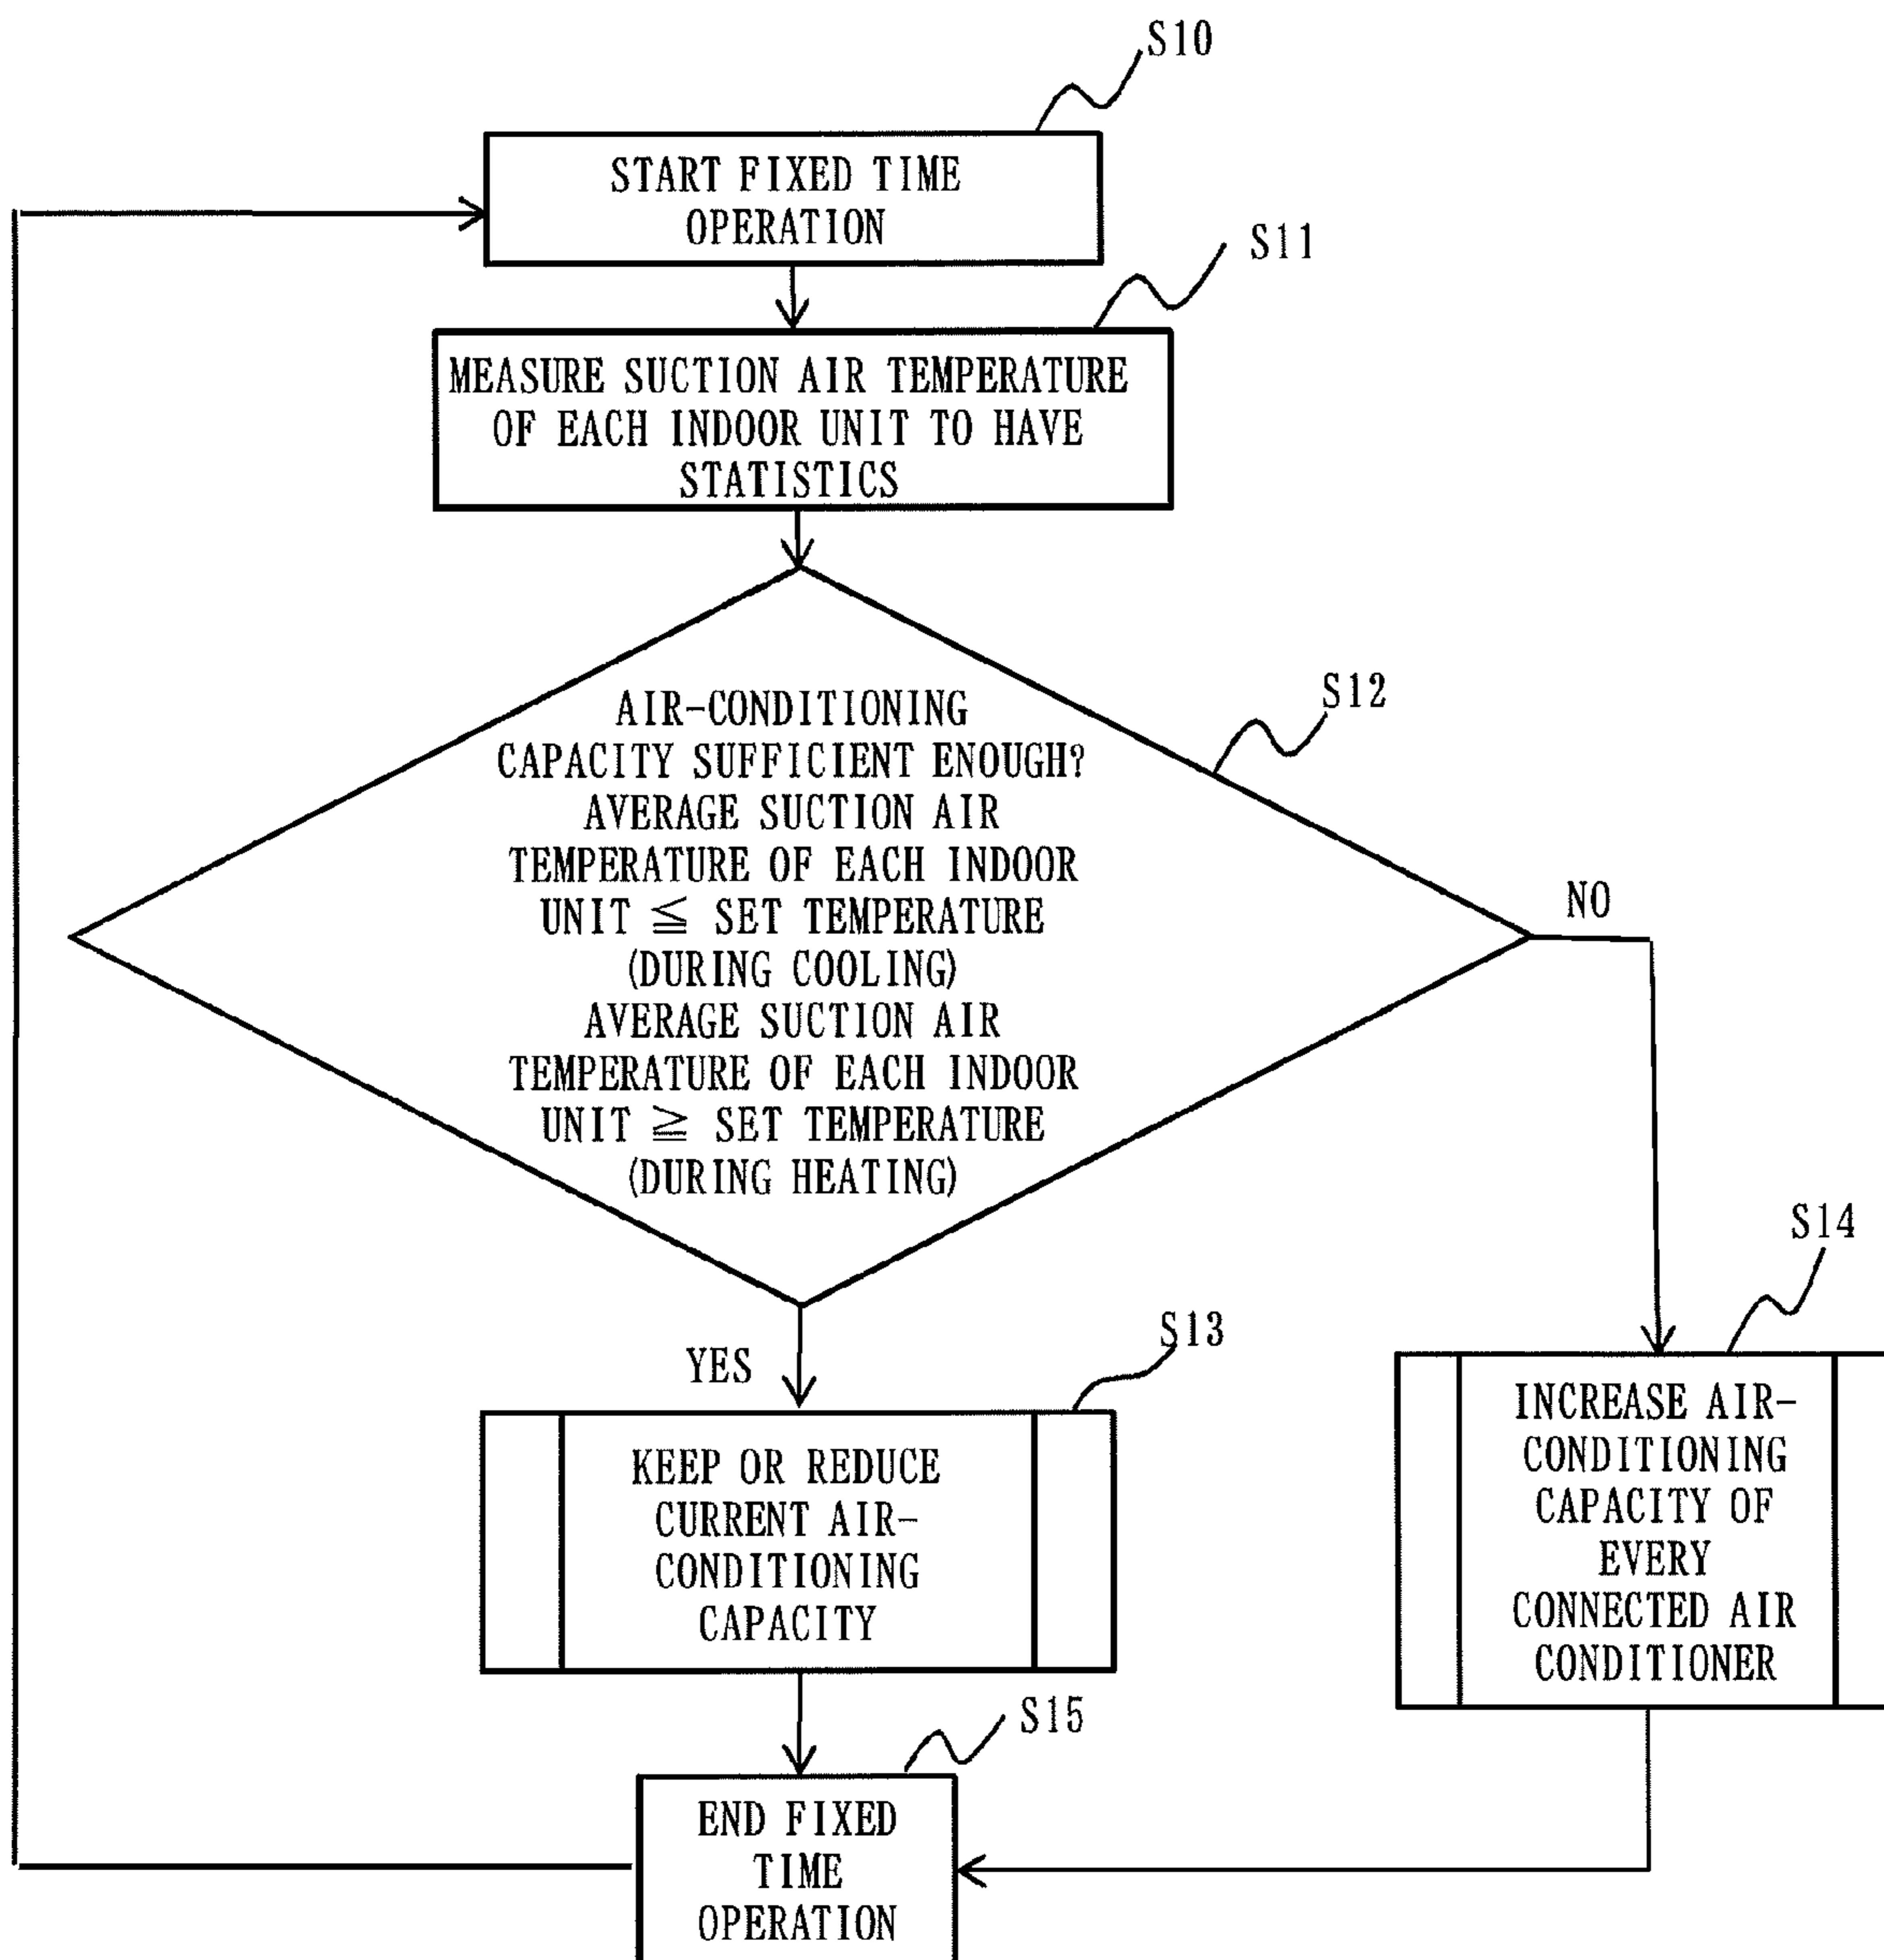 S10
START FIXED TIME
OPERATION
S11
MEASURE SUCTION AIR TEMPERATURE
OF EACH INDOOR UNIT TO HAVE
STATISTICS
S12
AIR-CONDITIONING
CAPACITY SUFFICIENT ENOUGH?
AVERAGE SUCTION AIR
TEMPERATURE OF EACH INDOOR
UNIT ≦ SET TEMPERATURE
(DURING COOLING)
AVERAGE SUCTION AIR
TEMPERATURE OF EACH INDOOR
UNIT ≧ SET TEMPERATURE
(DURING HEATING)
NO
YES
S13
KEEP OR REDUCE
CURRENT AIR-
CONDITIONING
CAPACITY
S14
INCREASE AIR-
CONDITIONING
CAPACITY OF
EVERY
CONNECTED AIR
CONDITIONER
S15
END FIXED
TIME
OPERATION